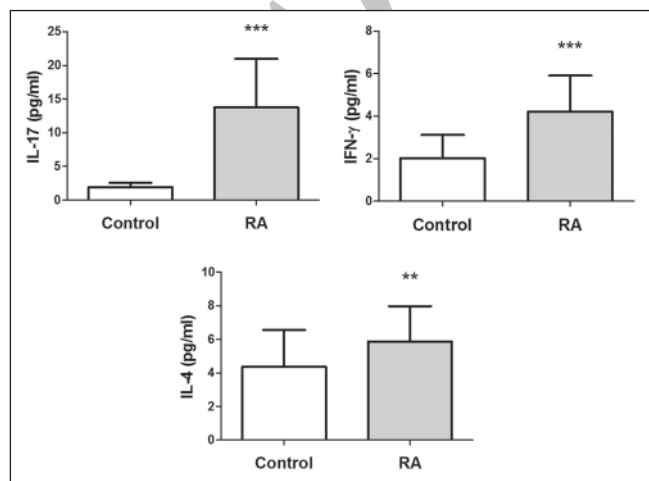 IL-17 (pg/ml)
25
20
15
10
5
0
***
Control
RA
IFN-γ (pg/ml)
8
6
4
2
0
***
Control
RA
IL-4 (pg/ml)
10
8
6
4
2
0
**
Control
RA